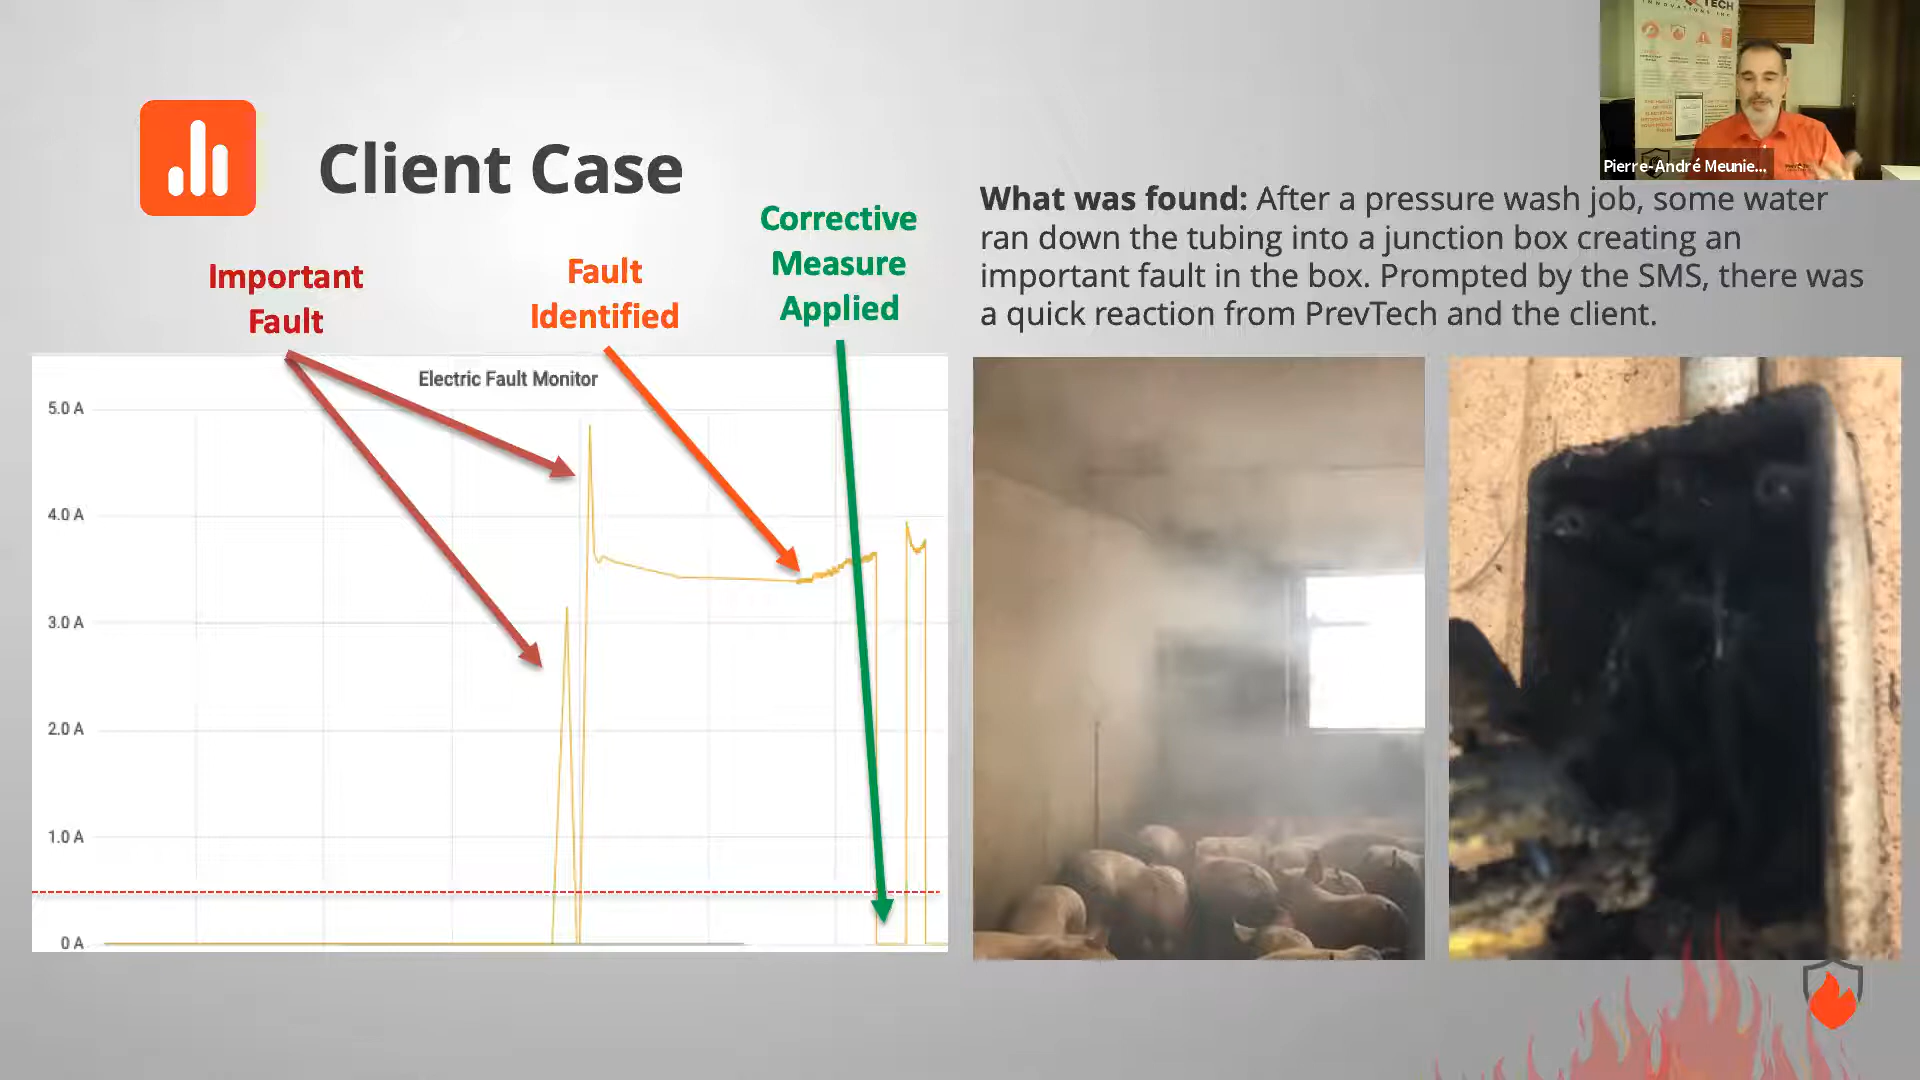 TECH
INNOVATIONS INC
Pierre-André Meunie...
Client Case
Important
Fault
Fault
Identified
Corrective
Measure
Applied
What was found: After a pressure wash job, some water
ran down the tubing into a junction box creating an
important fault in the box. Prompted by the SMS, there was
a quick reaction from PrevTech and the client.
Electric Fault Monitor
5.0 A
4.0 A
3.0 A
2.0 A
1.0 A
0 A